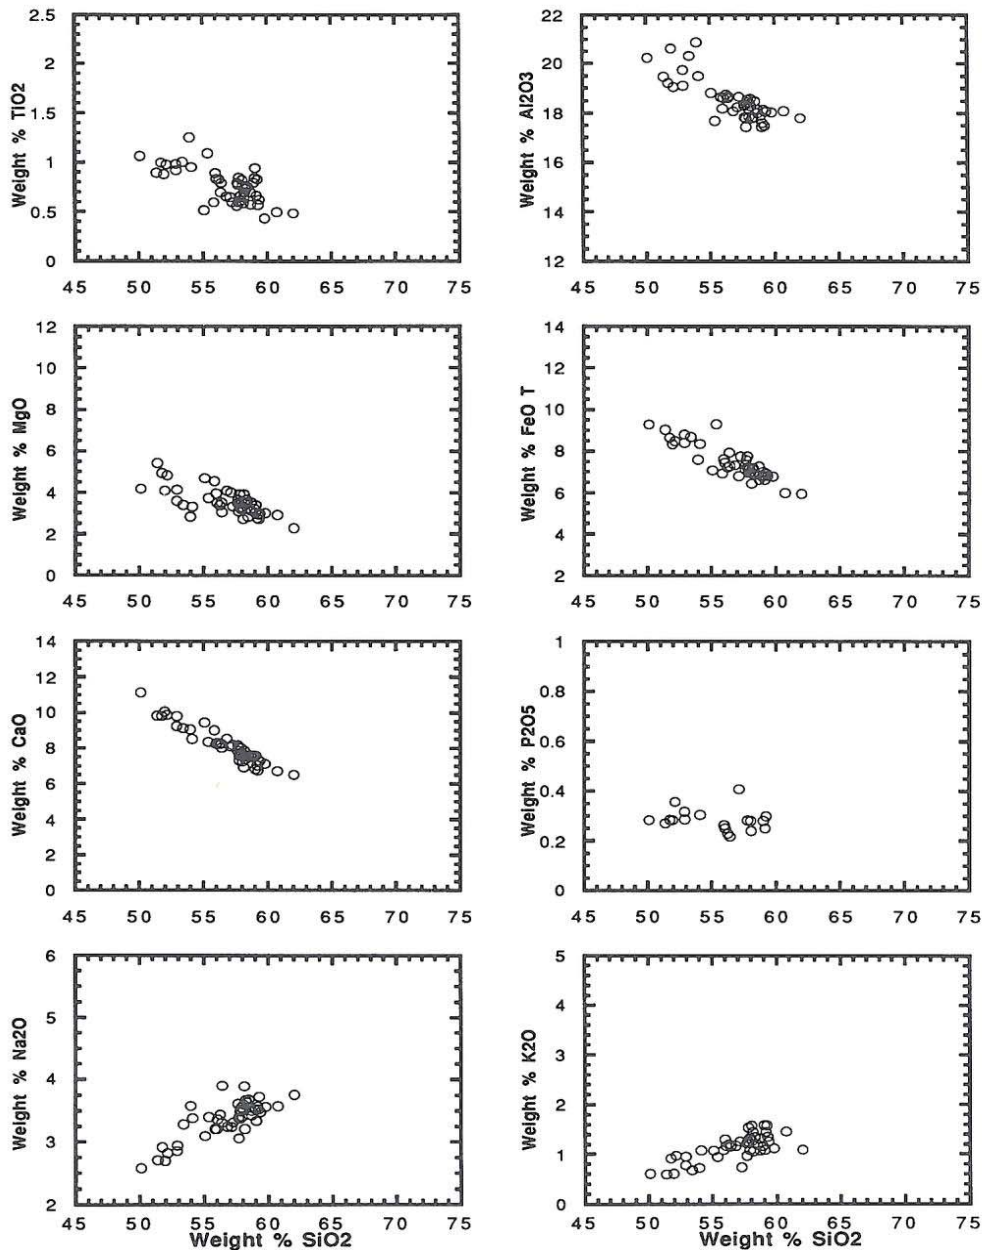 2.5
2
1.5
1
0.5
0
Weight % TiO2
45 50 55 60 65 70 75
22
20
18
16
14
12
Weight % Al2O3
45 50 55 60 65 70 75
12
10
8
6
4
2
0
Weight % MgO
45 50 55 60 65 70 75
14
12
10
8
6
4
2
Weight % FeO T
45 50 55 60 65 70 75
14
12
10
8
6
4
2
0
Weight % CaO
45 50 55 60 65 70 75
1
0.8
0.6
0.4
0.2
0
Weight % P2O5
45 50 55 60 65 70 75
6
5
4
3
2
Weight % Na2O
45 50 55 60 65 70 75
Weight % SiO2
5
4
3
2
1
0
Weight % K2O
45 50 55 60 65 70 75
Weight % SiO2